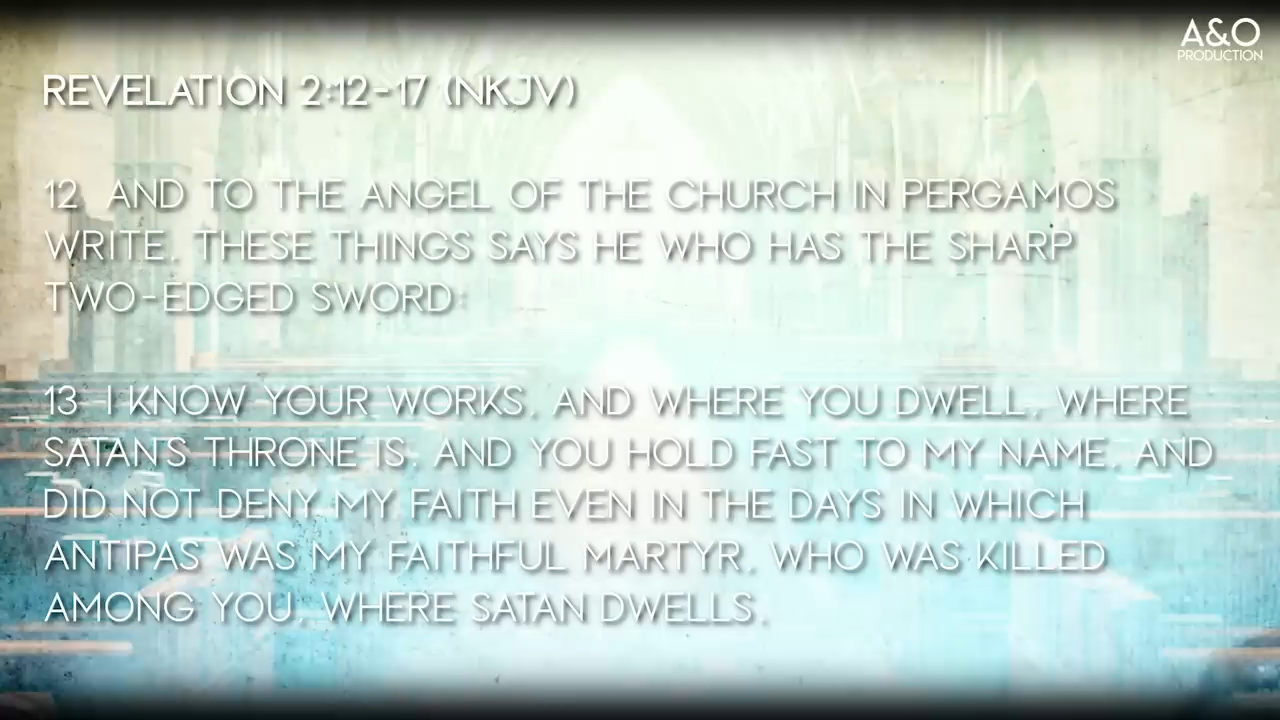 A&O
PRODUCTION
REVELATION 2:12-17 (NKJV)
12 AND TO THE ANGEL OF THE CHURCH IN PERGAMOS
WRITE, THESE THINGS SAYS HE WHO HAS THE SHARP
TWO-EDGED SWORD:
13 I KNOW YOUR WORKS, AND WHERE YOU DWELL, WHERE
SATAN'S THRONE IS. AND YOU HOLD FAST TO MY NAME, AND
DID NOT DENY MY FAITH EVEN IN THE DAYS IN WHICH
ANTIPAS WAS MY FAITHFUL MARTYR, WHO WAS KILLED
AMONG YOU, WHERE SATAN DWELLS.